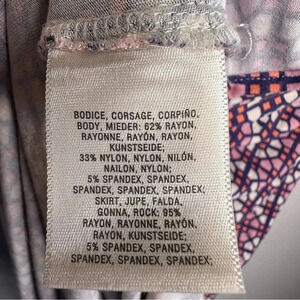 BODICE, CORSAGE, CORPIÑO,
BODY, MIEDER: 62% RAYON,
RAYONNE, RAYÓN, RAYON,
KUNSTSEIDE;
33% NYLON, NYLON, NILÓN,
NAILON, NYLON;
5% SPANDEX, SPANDEX,
SPANDEX, SPANDEX, SPANDEX;
SKIRT, JUPE, FALDA,
GONNA, ROCK: 95%
RAYON, RAYONNE, RAYÓN,
RAYON, KUNSTSEIDE;
5% SPANDEX, SPANDEX,
SPANDEX, SPANDEX, SPANDEX